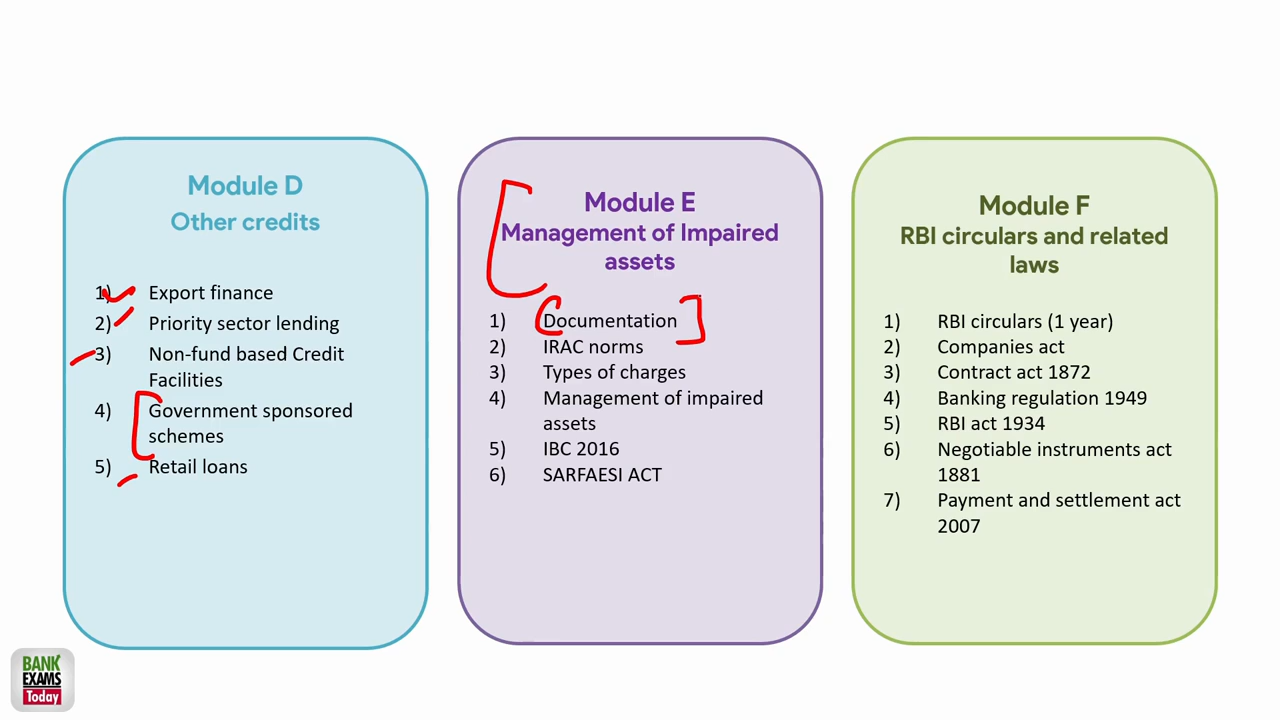 Module D
Other credits
1) Export finance
2) Priority sector lending
3) Non-fund based Credit
Facilities
4) Government sponsored
schemes
5) Retail loans
Module E
Management of Impaired
assets
1) Documentation
2) IRAC norms
3) Types of charges
4) Management of impaired
assets
5) IBC 2016
6) SARFAESI ACT
Module F
RBI circulars and related
laws
1) RBI circulars (1 year)
2) Companies act
3) Contract act 1872
4) Banking regulation 1949
5) RBI act 1934
6) Negotiable instruments act
1881
7) Payment and settlement act
2007
BANK
EXAMS
Today